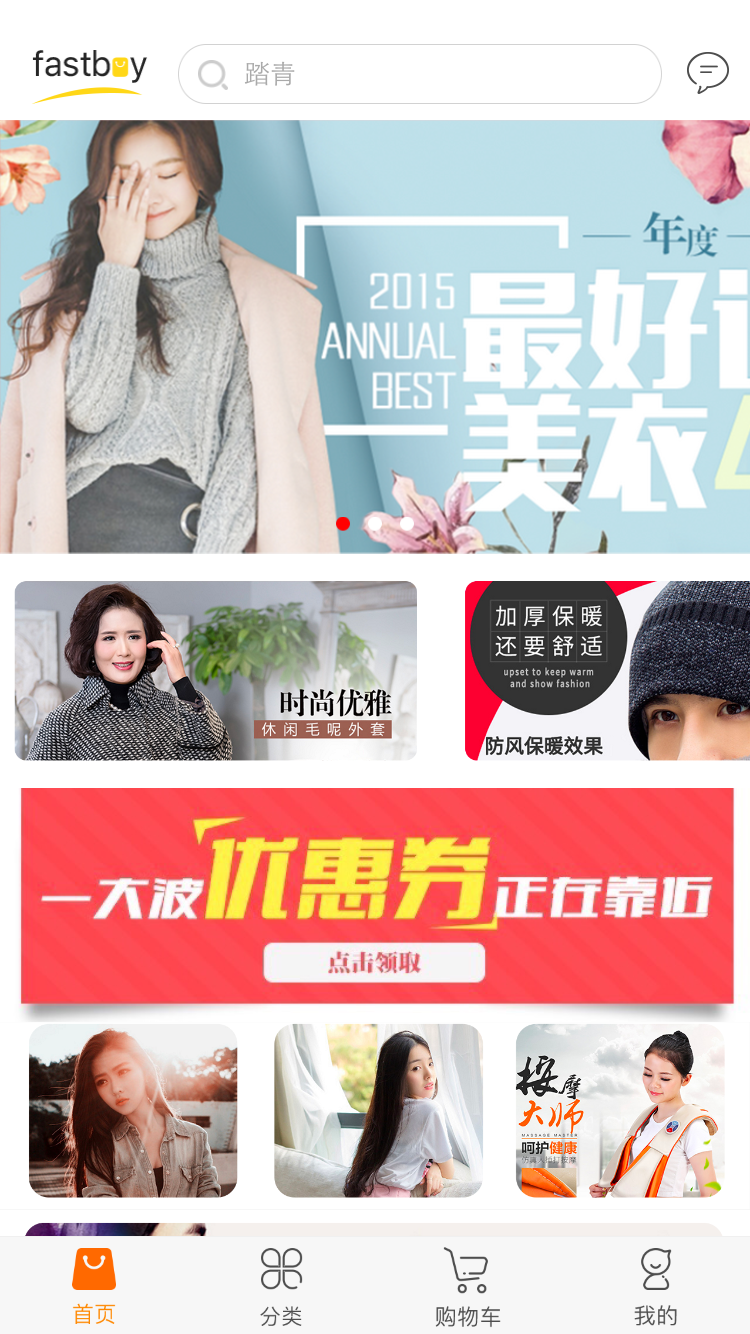 fastbuy
踏青
年度
2015
ANNUAL
BEST
最好
美衣
时尚优雅
休闲毛呢外套
加厚保暖
还要舒适
upset to keep warm
and show fashion
防风保暖效果
一大波优惠券正在靠近
点击领取
按摩
大师
MASSAGE MASTER
呵护健康
首页
分类
购物车
我的